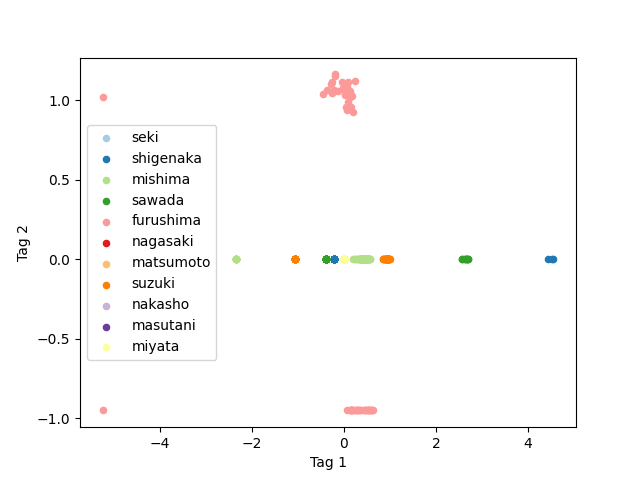 1.0
0.5
0.0
−0.5
−1.0
Tag 2
seki
shigenaka
mishima
sawada
furushima
nagasaki
matsumoto
suzuki
nakasho
masutani
miyata
−4 −2 0 2 4
Tag 1